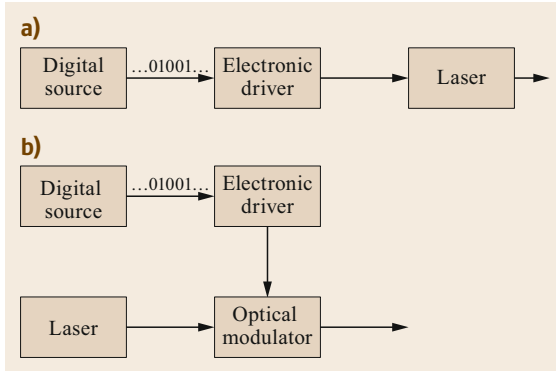 a)
Digital
source
...01001...
Electronic
driver
Laser
b)
Digital
source
...01001...
Electronic
driver
Laser
Optical
modulator